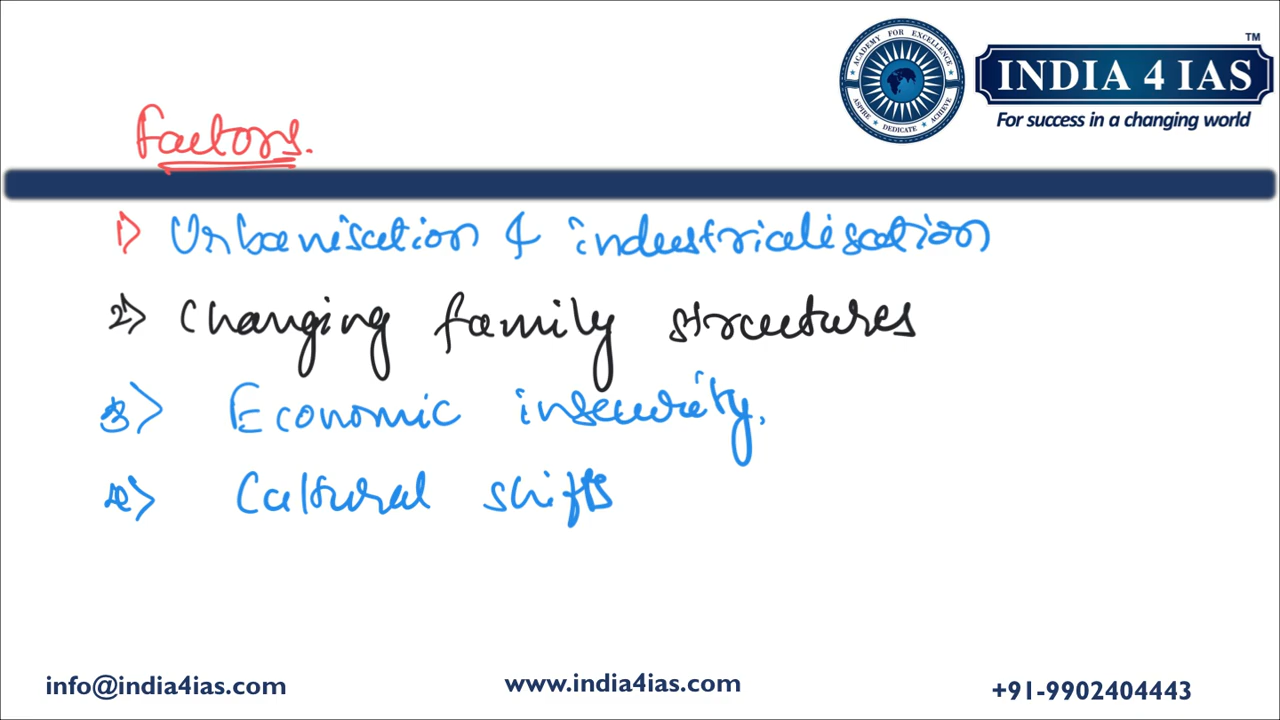 ACADEMY FOR EXCELLENCE
ASPIRE ★ DEDICATE ★ ACHIEVE
TM
INDIA 4 IAS
For success in a changing world
Factors.
1) Urbanisation & industrialisation
2) Changing family structures
3) Economic insecurity.
4) Cultural shifts
info@india4ias.com
www.india4ias.com
+91-9902404443